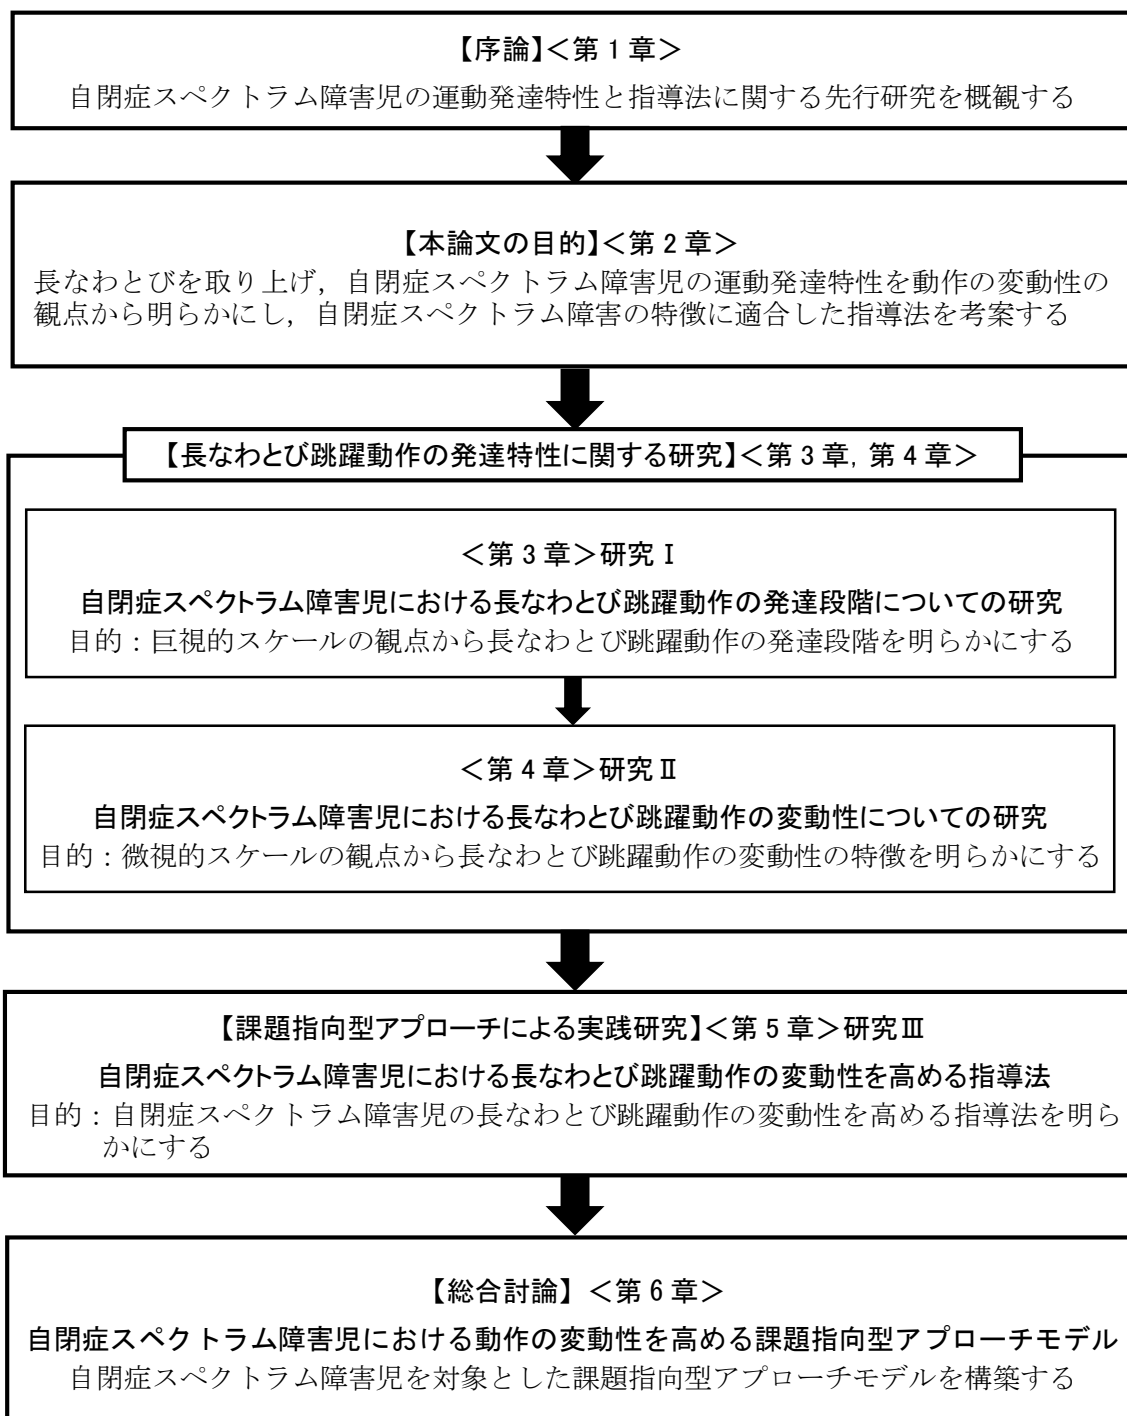 【序論】＜第1章＞
自閉症スペクトラム障害児の運動発達特性と指導法に関する先行研究を概観する
【本論文の目的】＜第2章＞
長なわとびを取り上げ，自閉症スペクトラム障害児の運動発達特性を動作の変動性の
観点から明らかにし，自閉症スペクトラム障害の特徴に適合した指導法を考案する
【長なわとび跳躍動作の発達特性に関する研究】＜第3章，第4章＞
＜第3章＞研究Ⅰ
自閉症スペクトラム障害児における長なわとび跳躍動作の発達段階についての研究
目的：巨視的スケールの観点から長なわとび跳躍動作の発達段階を明らかにする
＜第4章＞研究Ⅱ
自閉症スペクトラム障害児における長なわとび跳躍動作の変動性についての研究
目的：微視的スケールの観点から長なわとび跳躍動作の変動性の特徴を明らかにする
【課題指向型アプローチによる実践研究】＜第5章＞研究Ⅲ
自閉症スペクトラム障害児における長なわとび跳躍動作の変動性を高める指導法
目的：自閉症スペクトラム障害児の長なわとび跳躍動作の変動性を高める指導法を明ら
かにする
【総合討論】＜第6章＞
自閉症スペクトラム障害児における動作の変動性を高める課題指向型アプローチモデル
自閉症スペクトラム障害児を対象とした課題指向型アプローチモデルを構築する